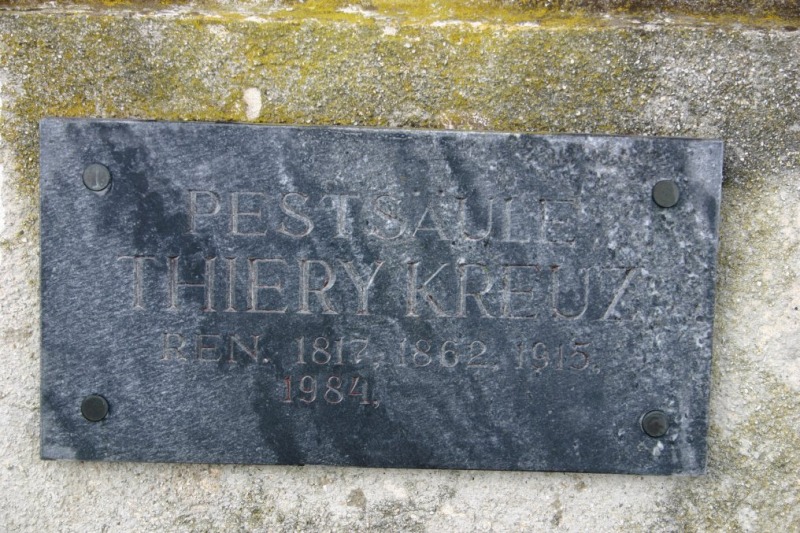 PESTSÄULE
THIERY KREUZ
REN. 1817, 1862, 1915,
1984,